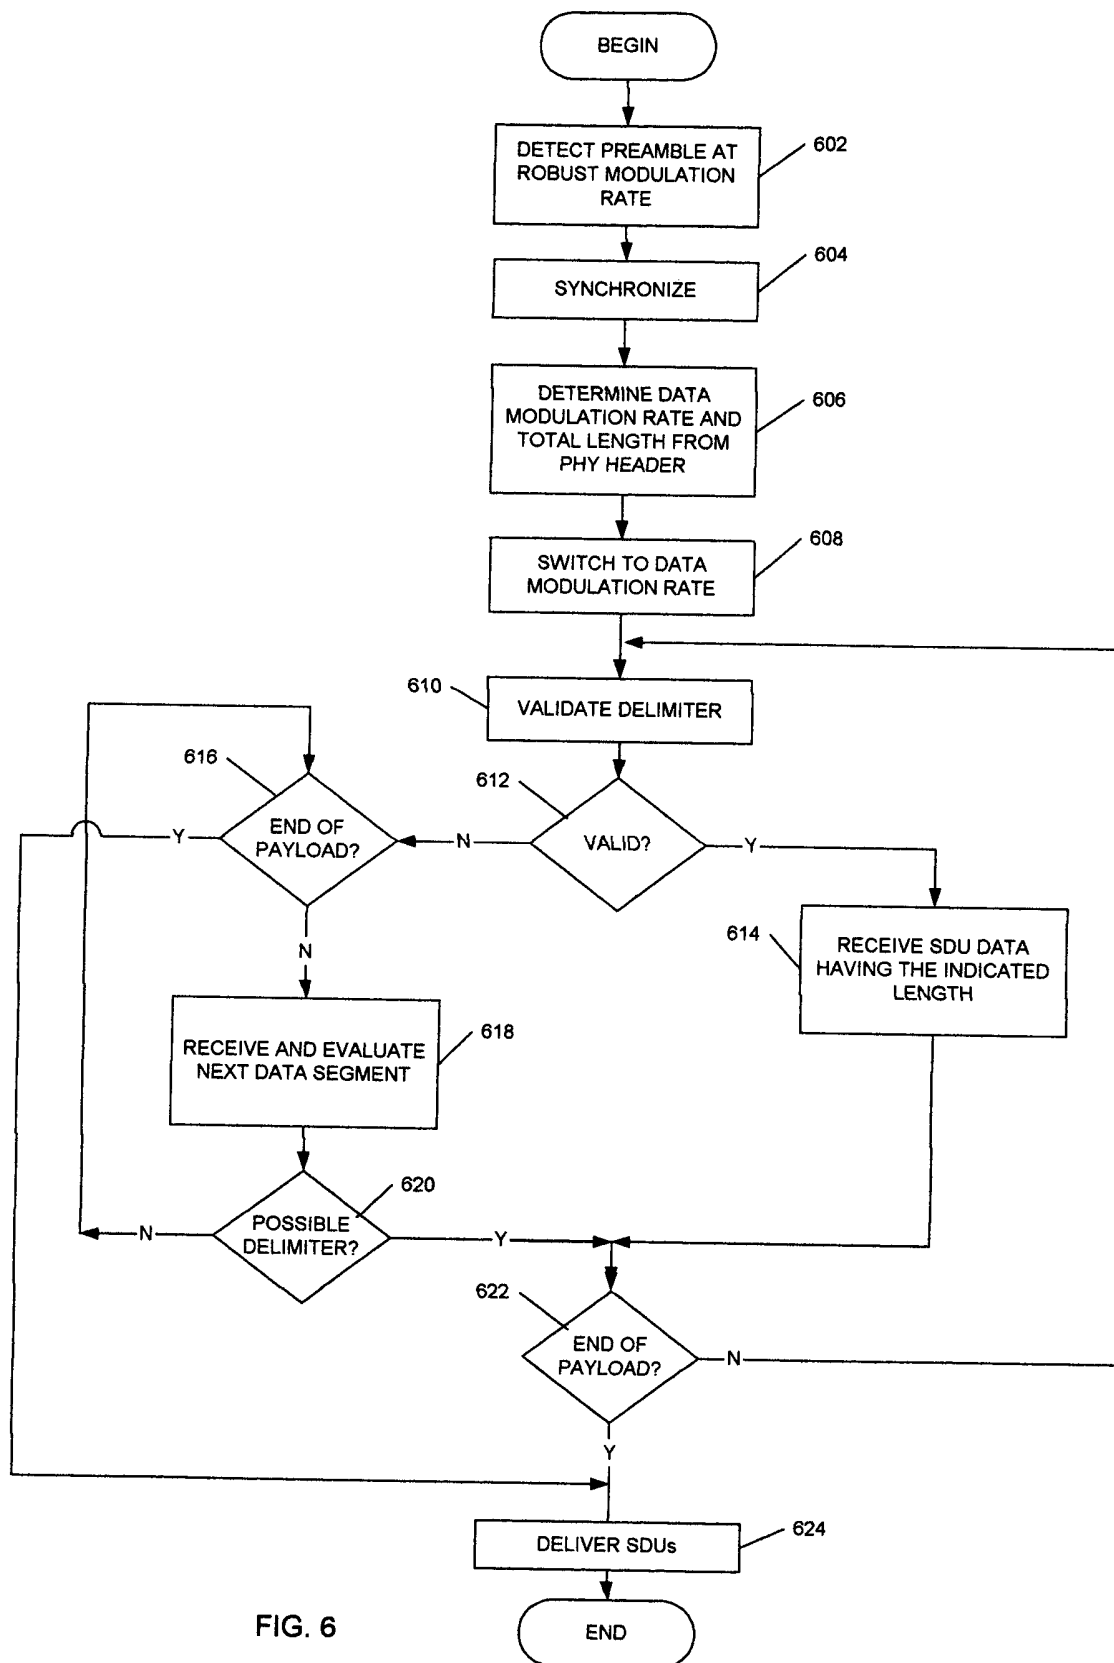 BEGIN
DETECT PREAMBLE AT
ROBUST MODULATION
RATE
602
SYNCHRONIZE
604
DETERMINE DATA
MODULATION RATE AND
TOTAL LENGTH FROM
PHY HEADER
606
SWITCH TO DATA
MODULATION RATE
608
610
VALIDATE DELIMITER
616
END OF
PAYLOAD?
Y
N
612
VALID?
N
Y
614
RECEIVE SDU DATA
HAVING THE INDICATED
LENGTH
RECEIVE AND EVALUATE
NEXT DATA SEGMENT
618
POSSIBLE
DELIMITER?
620
N
Y
622
END OF
PAYLOAD?
N
Y
DELIVER SDUs
624
END
FIG. 6